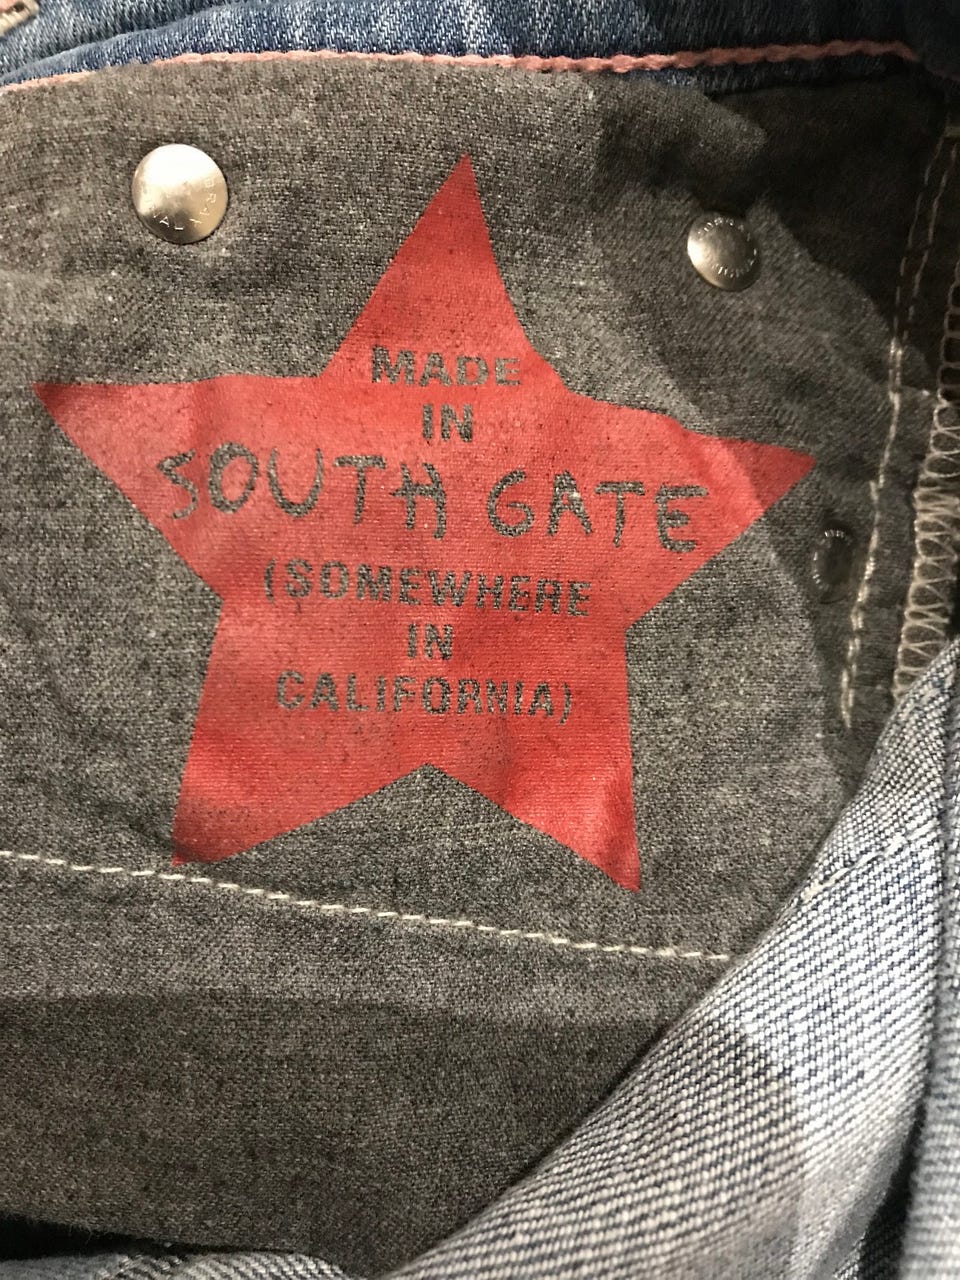 MADE
IN
SOUTH GATE
(SOMEWHERE
IN
CALIFORNIA)